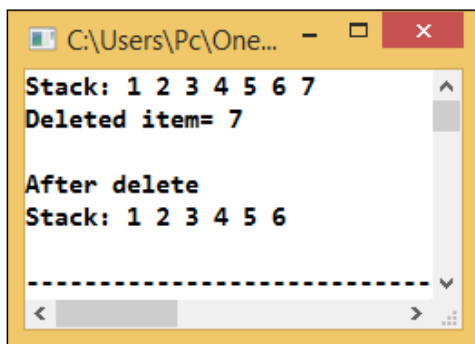 C:\Users\Pc\One...
Stack: 1 2 3 4 5 6 7
Deleted item= 7
After delete
Stack: 1 2 3 4 5 6
-----------------------------